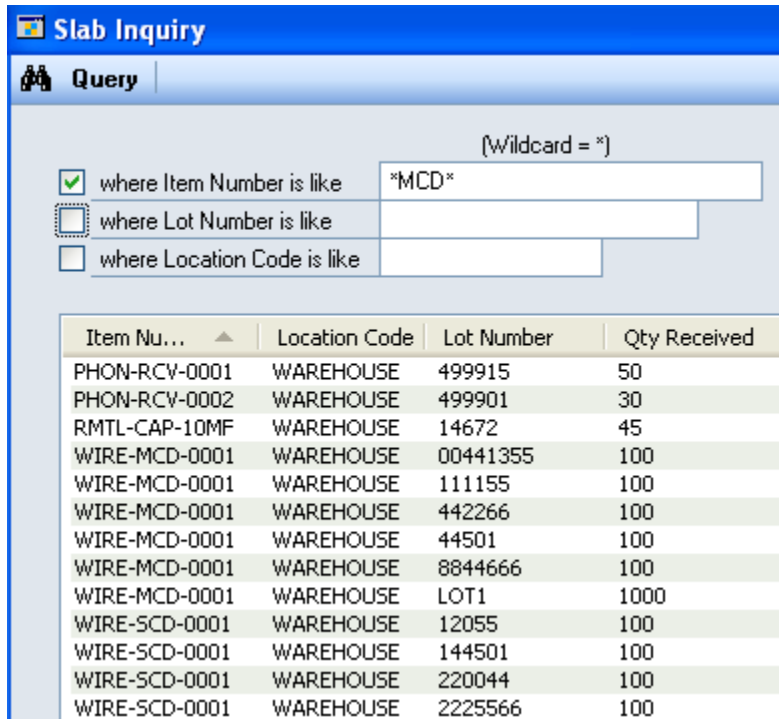 Slab Inquiry
Query
(Wildcard = *)
where Item Number is like *MCD*
where Lot Number is like
where Location Code is like
Item Nu... Location Code Lot Number Qty Received
PHON-RCV-0001 WAREHOUSE 499915 50
PHON-RCV-0002 WAREHOUSE 499901 30
RMTL-CAP-10MF WAREHOUSE 14672 45
WIRE-MCD-0001 WAREHOUSE 00441355 100
WIRE-MCD-0001 WAREHOUSE 111155 100
WIRE-MCD-0001 WAREHOUSE 442266 100
WIRE-MCD-0001 WAREHOUSE 44501 100
WIRE-MCD-0001 WAREHOUSE 8844666 100
WIRE-MCD-0001 WAREHOUSE LOT1 1000
WIRE-SCD-0001 WAREHOUSE 12055 100
WIRE-SCD-0001 WAREHOUSE 144501 100
WIRE-SCD-0001 WAREHOUSE 220044 100
WIRE-SCD-0001 WAREHOUSE 2225566 100